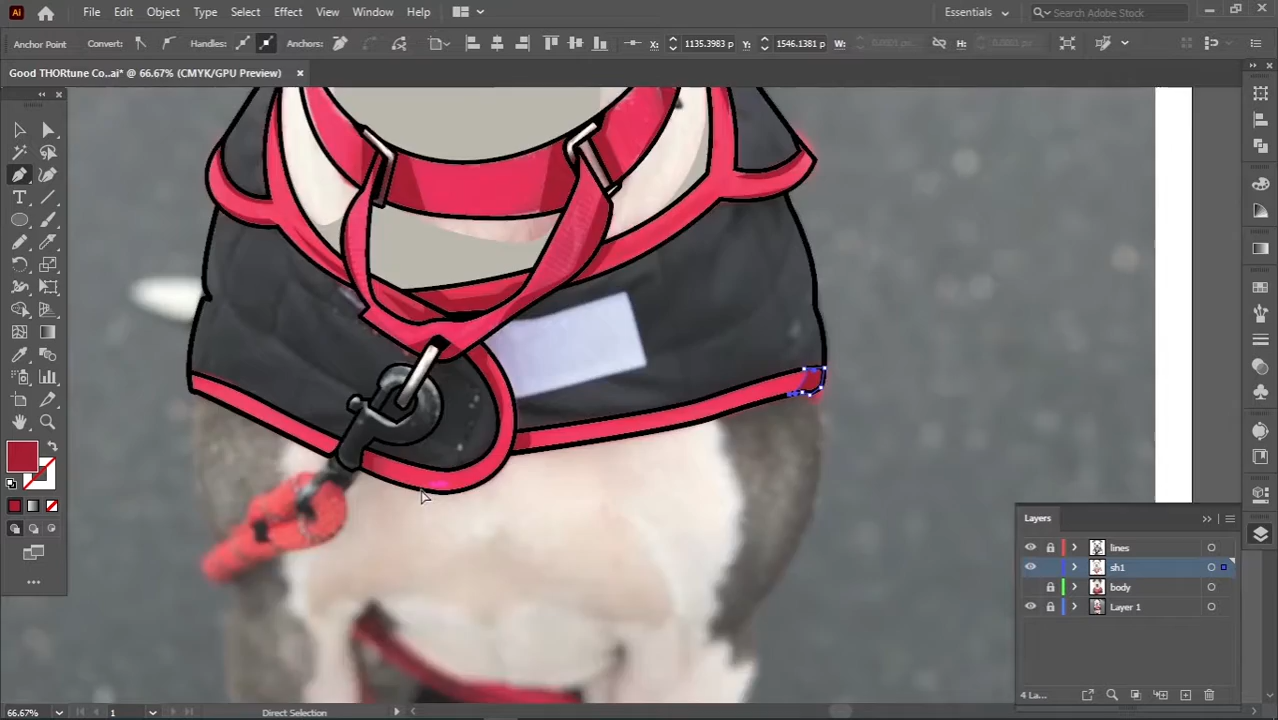 Ai File Edit Object Type Select Effect View Window Help Essentials Search Adobe Stock
Anchor Point Convert: Handles: Anchors: X: 1135.3983 p Y: 1546.1381 p W: H:
Good THORtune Co..ai* @ 66.67% (CMYK/GPU Preview) ×
Layers
lines
sh1
body
Layer 1
4 La...
66.67% 1 Direct Selection